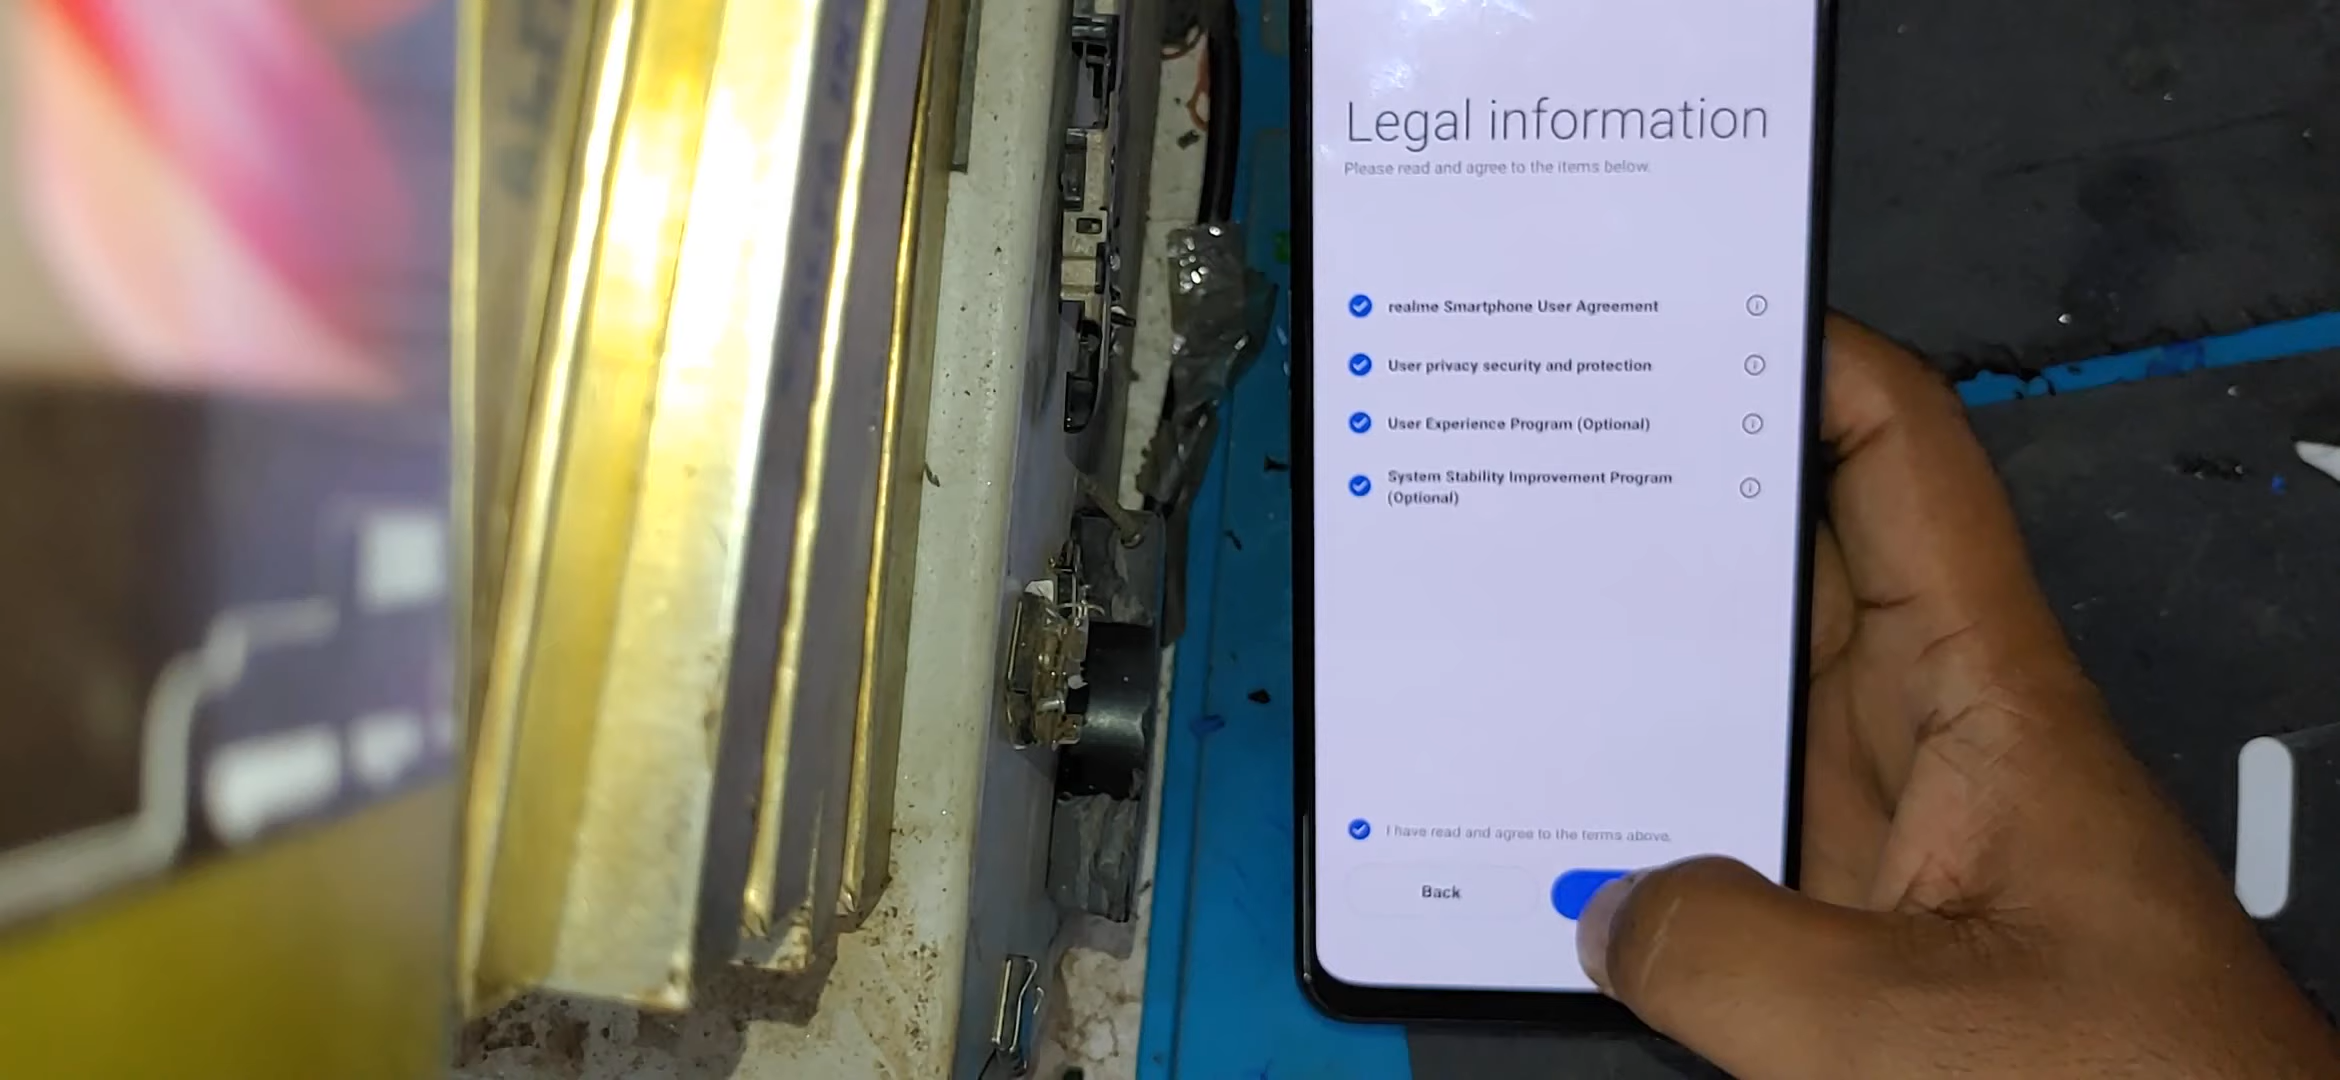 Legal information
Please read and agree to the items below.
realme Smartphone User Agreement
User privacy security and protection
User Experience Program (Optional)
System Stability Improvement Program
(Optional)
I have read and agree to the terms above.
Back